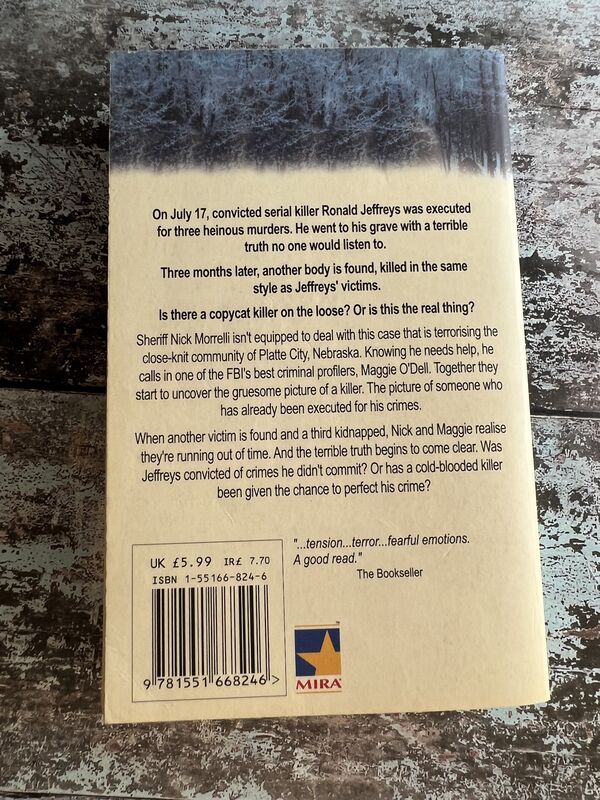 On July 17, convicted serial killer Ronald Jeffreys was executed
for three heinous murders. He went to his grave with a terrible
truth no one would listen to.
Three months later, another body is found, killed in the same
style as Jeffreys' victims.
Is there a copycat killer on the loose? Or is this the real thing?
Sheriff Nick Morrelli isn't equipped to deal with this case that is terrorising the
close-knit community of Platte City, Nebraska. Knowing he needs help, he
calls in one of the FBI's best criminal profilers, Maggie O'Dell. Together they
start to uncover the gruesome picture of a killer. The picture of someone who
has already been executed for his crimes.
When another victim is found and a third kidnapped, Nick and Maggie realise
they're running out of time. And the terrible truth begins to come clear. Was
Jeffreys convicted of crimes he didn't commit? Or has a cold-blooded killer
been given the chance to perfect his crime?
"...tension...terror...fearful emotions.
A good read."
The Bookseller
UK £5.99 IR£ 7.70
ISBN 1-55166-824-6
9 781551 668246 >
MIRA